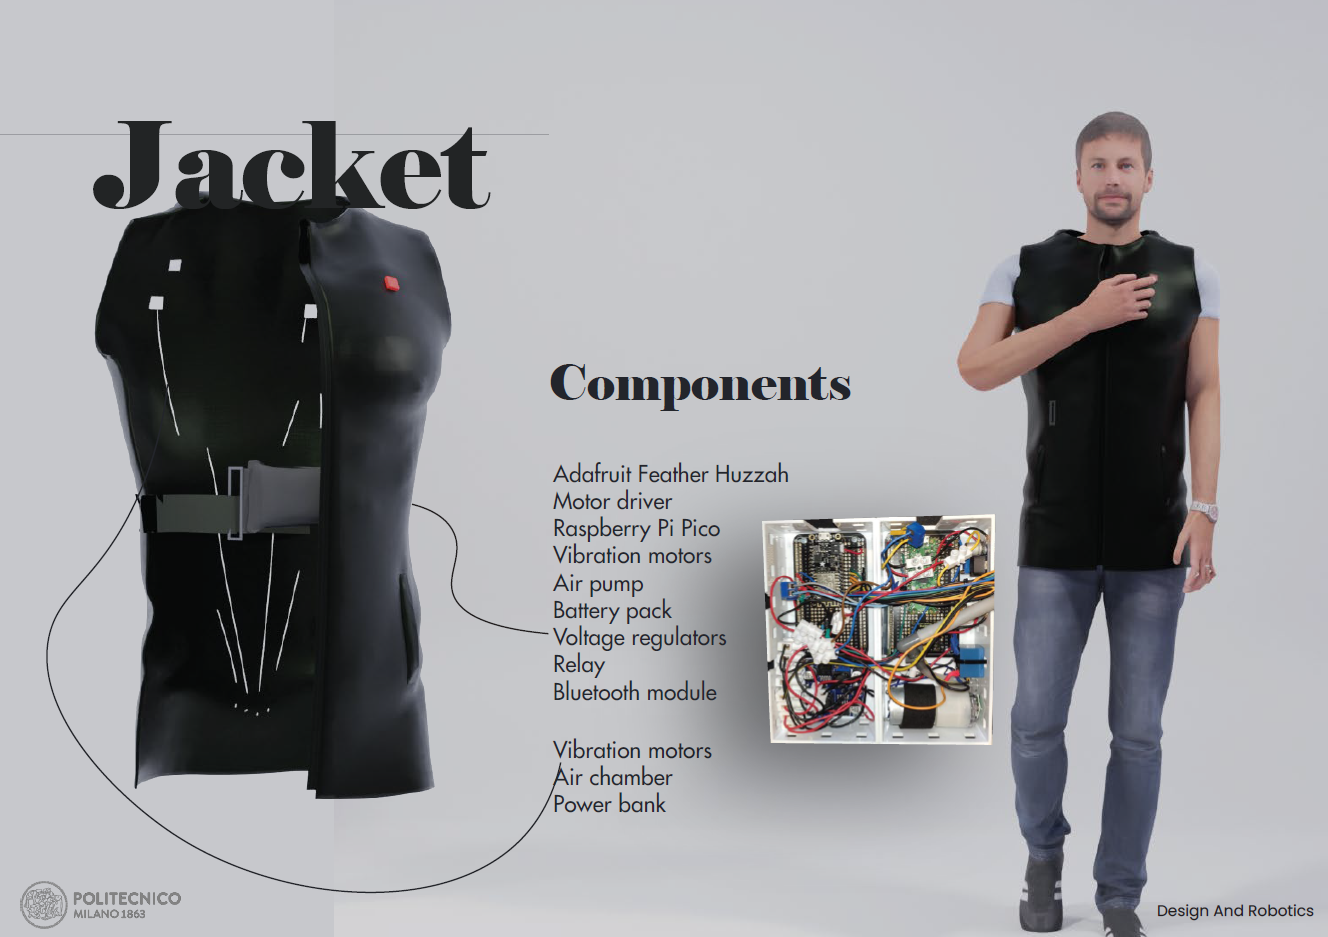 Jacket
Components
Adafruit Feather Huzzah
Motor driver
Raspberry Pi Pico
Vibration motors
Air pump
Battery pack
Voltage regulators
Relay
Bluetooth module
Vibration motors
Air chamber
Power bank
POLITECNICO
MILANO 1863
Design And Robotics